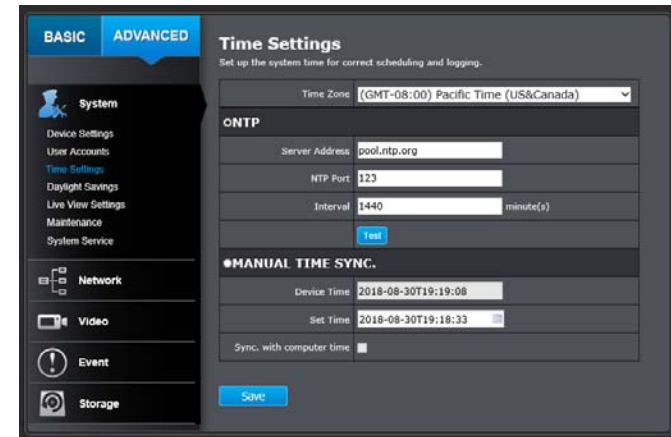 BASIC ADVANCED
System
Device Settings
User Accounts
Time Settings
Daylight Savings
Live View Settings
Maintenance
System Service
Network
Video
Event
Storage
Time Settings
Set up the system time for correct scheduling and logging.
Time Zone (GMT-08:00) Pacific Time (US&Canada)
NTP
Server Address pool.ntp.org
NTP Port 123
Interval 1440 minute(s)
Test
MANUAL TIME SYNC.
Device Time 2018-08-30T19:19:08
Set Time 2018-08-30T19:18:33
Sync. with computer time
Save